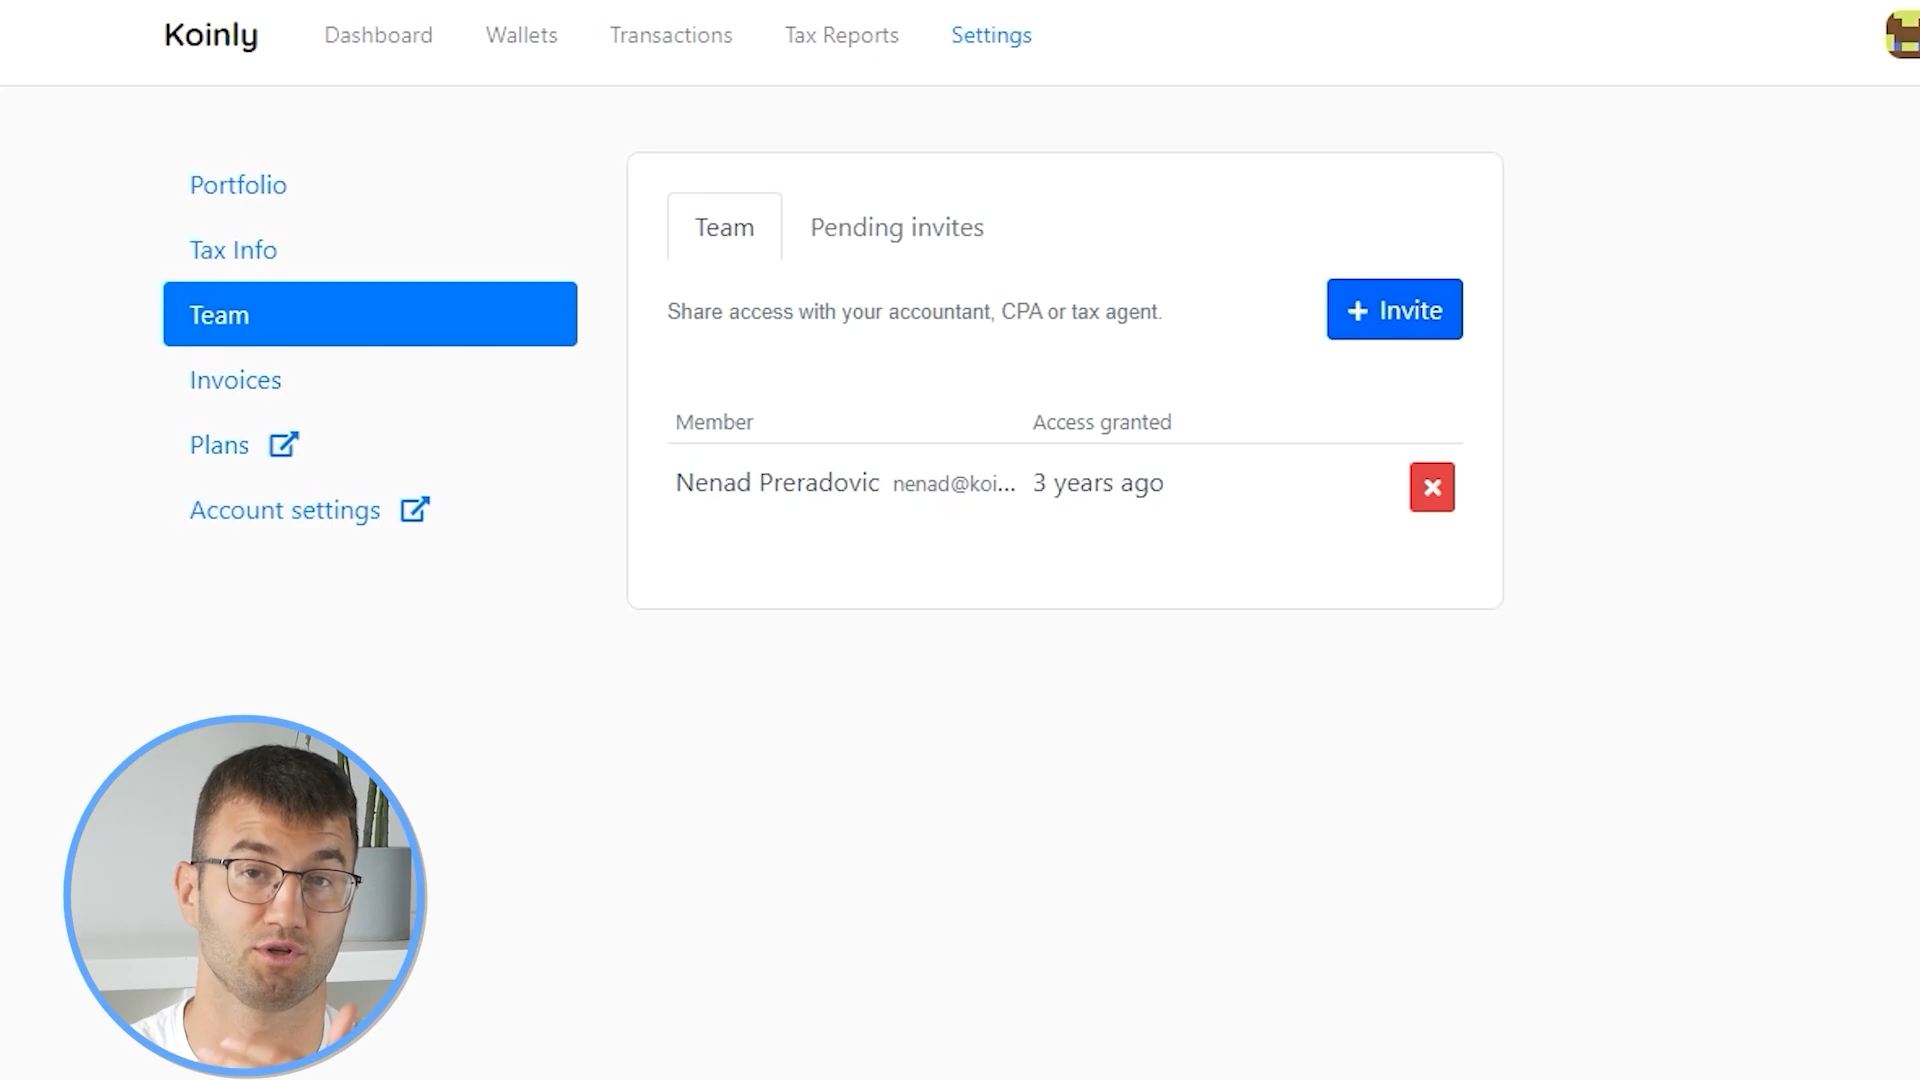 Koinly Dashboard Wallets Transactions Tax Reports Settings
Portfolio
Tax Info
Team
Invoices
Plans
Account settings
Team Pending invites
Share access with your accountant, CPA or tax agent.
+ Invite
Member Access granted
Nenad Preradovic nenad@koi... 3 years ago